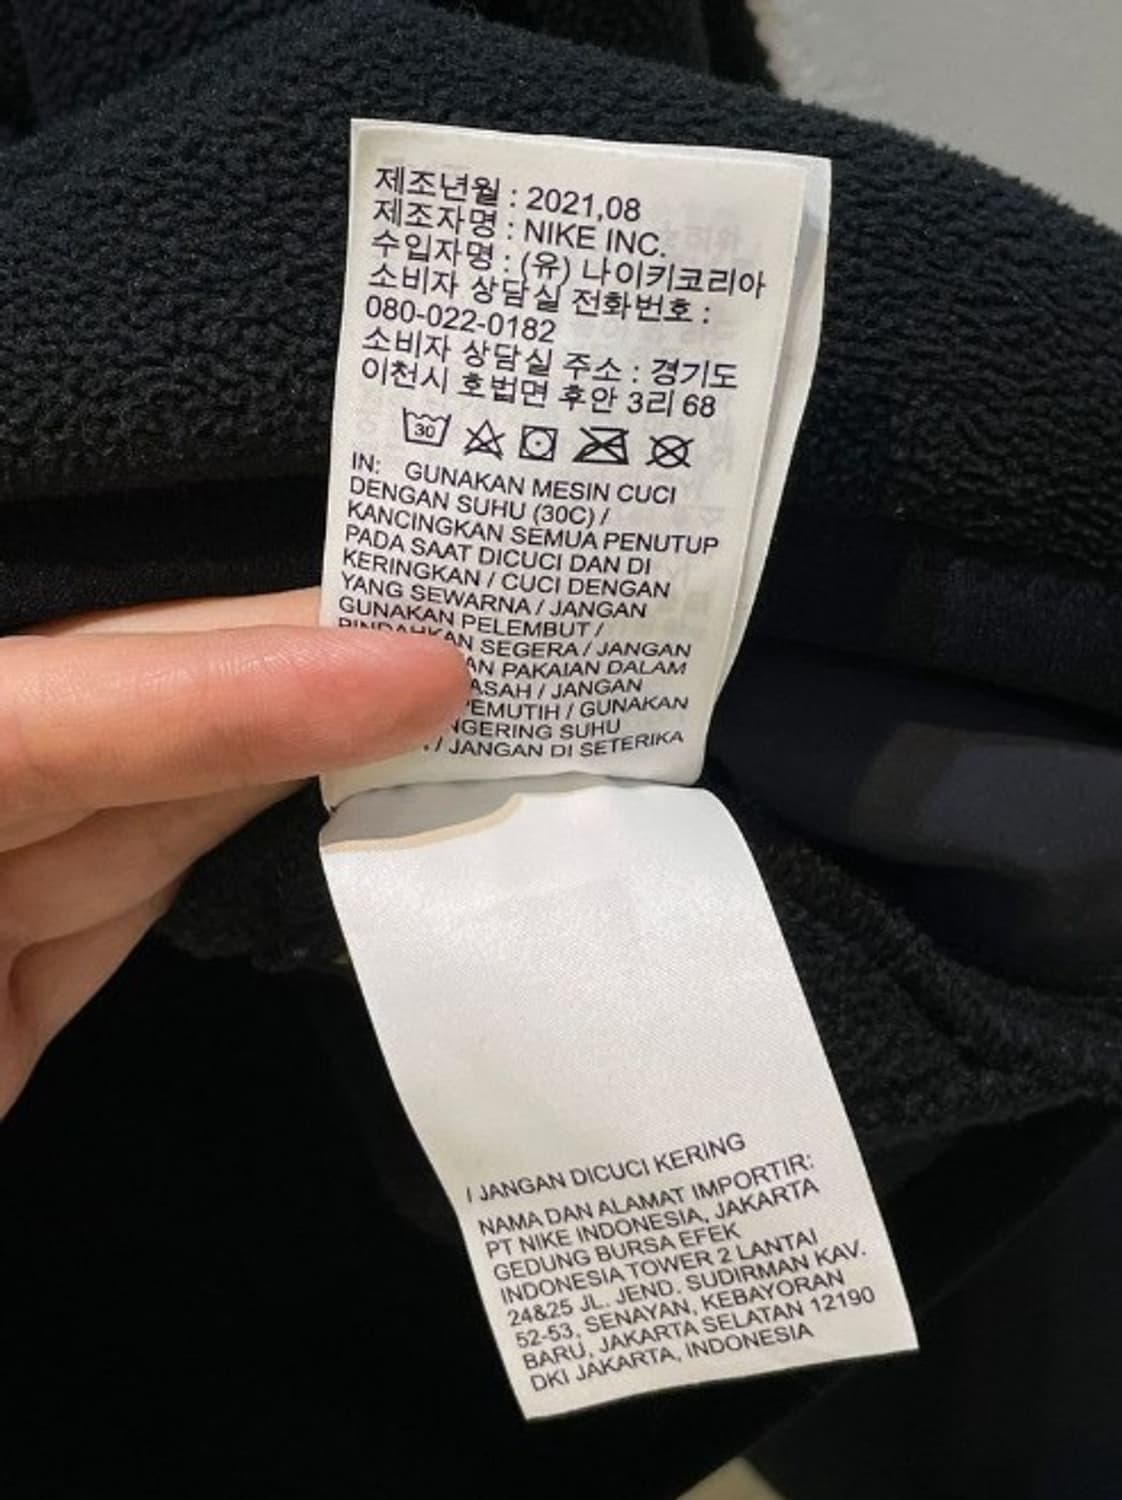 제조년월 : 2021,08
제조자명 : NIKE INC.
수입자명 : (유) 나이키코리아
소비자 상담실 전화번호 :
080-022-0182
소비자 상담실 주소 : 경기도
이천시 호법면 후안 3리 68
30
IN: GUNAKAN MESIN CUCI
DENGAN SUHU (30C) /
KANCINGKAN SEMUA PENUTUP
PADA SAAT DICUCI DAN DI
KERINGKAN / CUCI DENGAN
YANG SEWARNA / JANGAN
GUNAKAN PELEMBUT /
SEGERA / JANGAN
PAKAIAN DALAM
/ JANGAN
/ GUNAKAN
SUHU
/ JANGAN DI SETERIKA
/ JANGAN DICUCI KERING
NAMA DAN ALAMAT IMPORTIR:
PT NIKE INDONESIA, JAKARTA
GEDUNG BURSA EFEK
INDONESIA TOWER 2 LANTAI
24&25 JL. JEND. SUDIRMAN KAV.
52-53, SENAYAN, KEBAYORAN
BARU, JAKARTA SELATAN 12190
DKI JAKARTA, INDONESIA